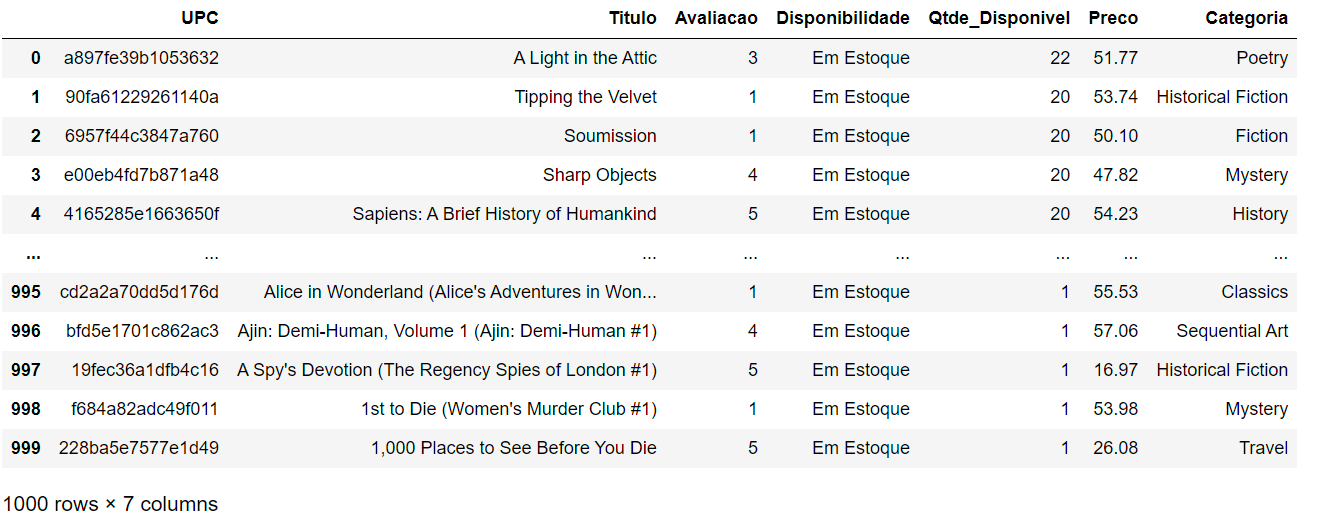 UPC Titulo Avaliacao Disponibilidade Qtde_Disponivel Preco Categoria
0 a897fe39b1053632 A Light in the Attic 3 Em Estoque 22 51.77 Poetry
1 90fa61229261140a Tipping the Velvet 1 Em Estoque 20 53.74 Historical Fiction
2 6957f44c3847a760 Soumission 1 Em Estoque 20 50.10 Fiction
3 e00eb4fd7b871a48 Sharp Objects 4 Em Estoque 20 47.82 Mystery
4 4165285e1663650f Sapiens: A Brief History of Humankind 5 Em Estoque 20 54.23 History
... ... ... ... ... ... ... ...
995 cd2a2a70dd5d176d Alice in Wonderland (Alice's Adventures in Won... 1 Em Estoque 1 55.53 Classics
996 bfd5e1701c862ac3 Ajin: Demi-Human, Volume 1 (Ajin: Demi-Human #1) 4 Em Estoque 1 57.06 Sequential Art
997 19fec36a1dfb4c16 A Spy's Devotion (The Regency Spies of London #1) 5 Em Estoque 1 16.97 Historical Fiction
998 f684a82adc49f011 1st to Die (Women's Murder Club #1) 1 Em Estoque 1 53.98 Mystery
999 228ba5e7577e1d49 1,000 Places to See Before You Die 5 Em Estoque 1 26.08 Travel
1000 rows × 7 columns